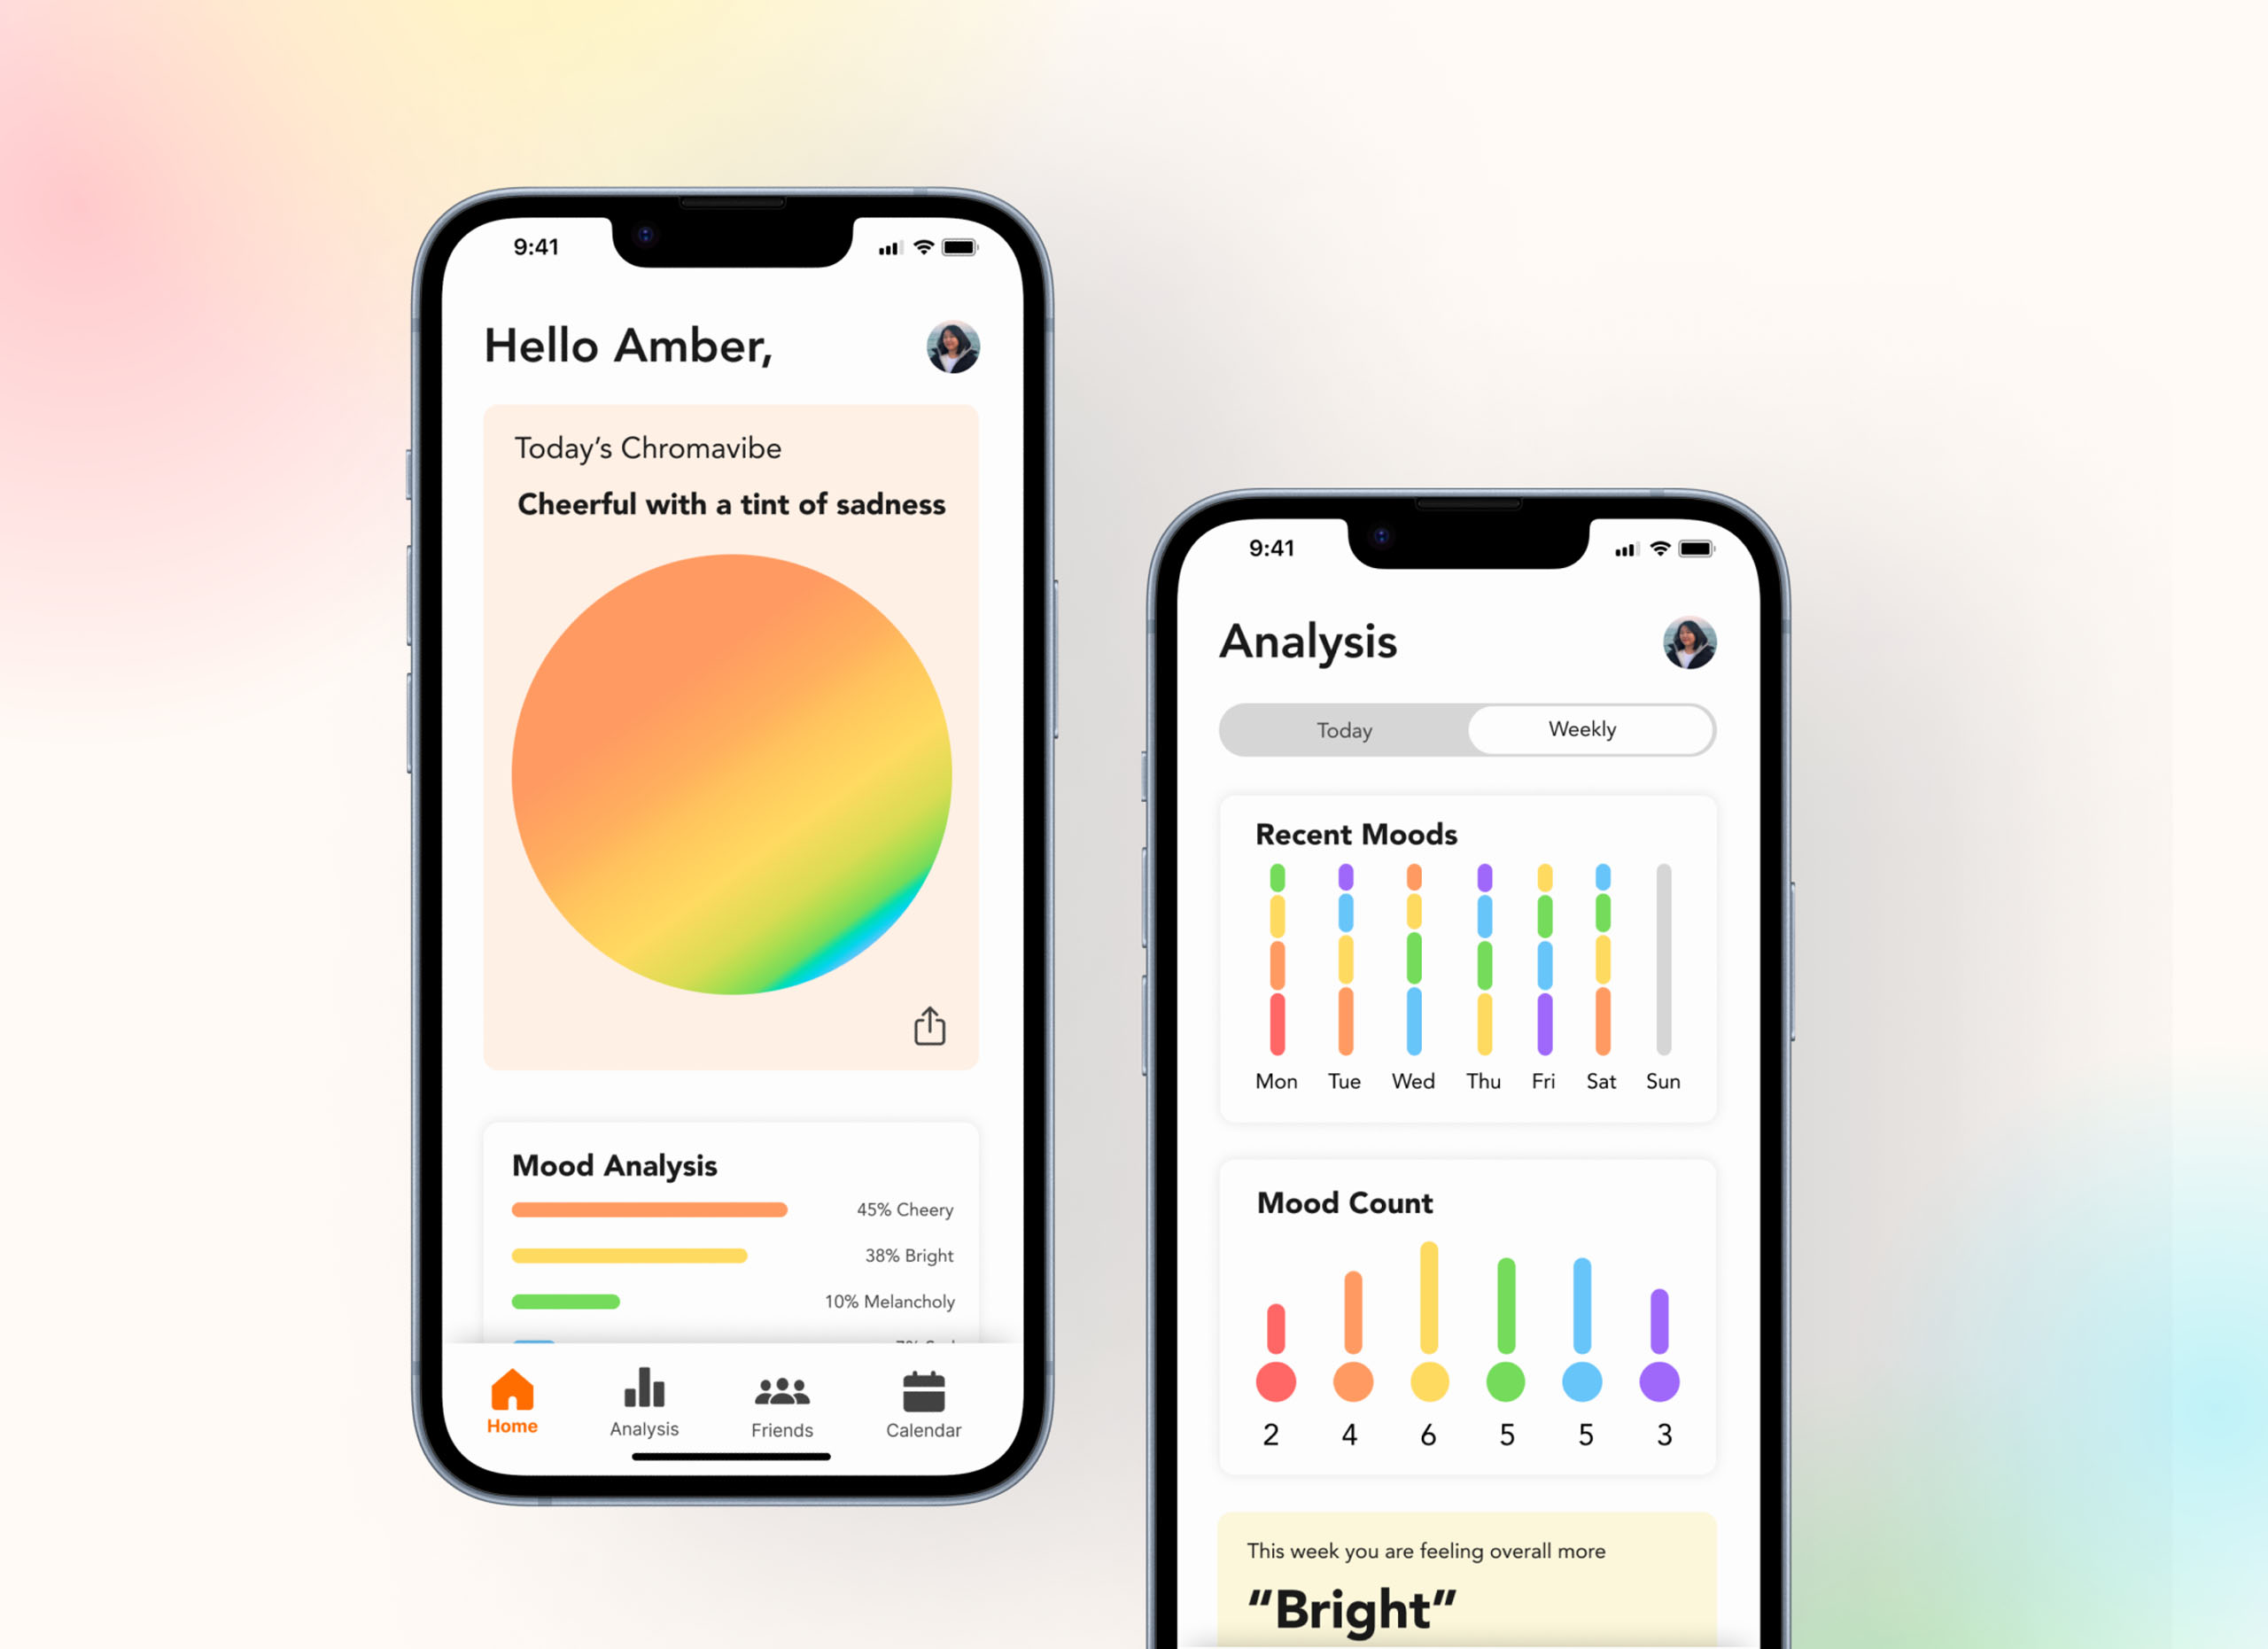 9:41
Hello Amber,
Today's Chromavibe
Cheerful with a tint of sadness
Mood Analysis
45% Cheery
38% Bright
10% Melancholy
Home
Analysis
Friends
Calendar
9:41
Analysis
Today
Weekly
Recent Moods
Mon Tue Wed Thu Fri Sat Sun
Mood Count
2 4 6 5 5 3
This week you are feeling overall more
“Bright”